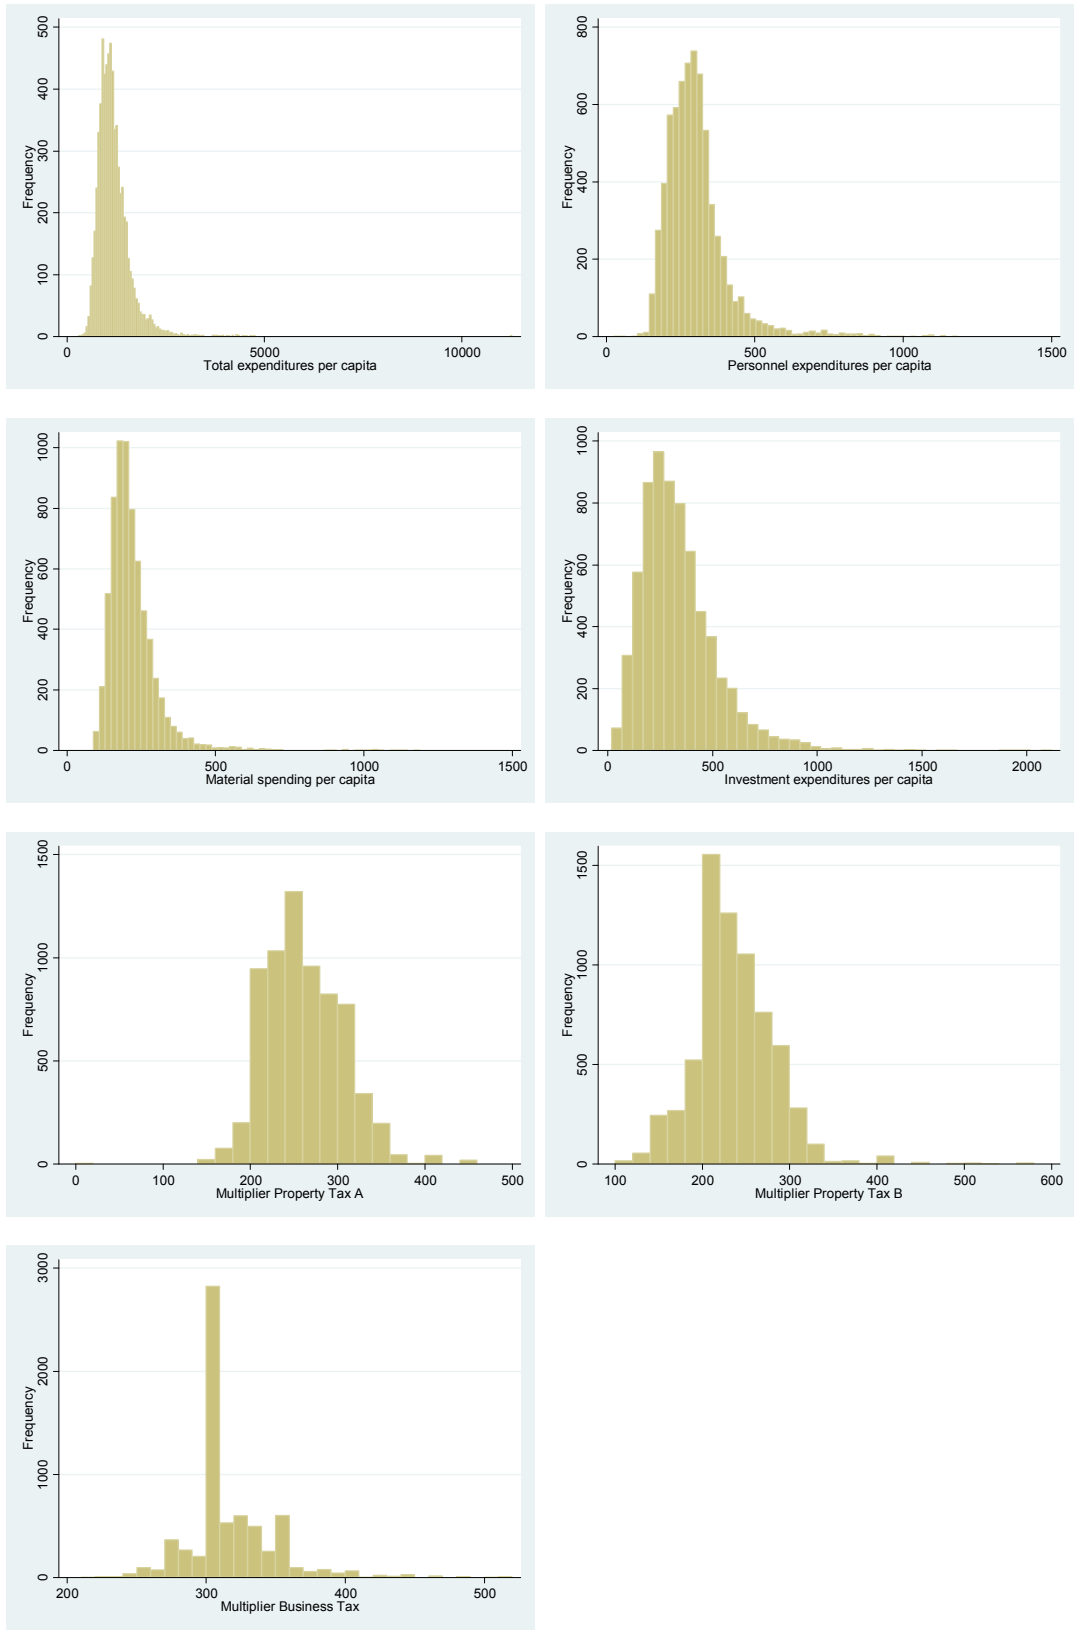 500
400
300
200
100
0
Frequency
0 5000 10000
Total expenditures per capita
800
600
400
200
0
Frequency
0 500 1000 1500
Personnel expenditures per capita
1000
800
600
400
200
0
Frequency
0 500 1000 1500
Material spending per capita
1000
800
600
400
200
0
Frequency
0 500 1000 1500 2000
Investment expenditures per capita
1500
1000
500
0
Frequency
0 100 200 300 400 500
Multiplier Property Tax A
1500
1000
500
0
Frequency
100 200 300 400 500 600
Multiplier Property Tax B
3000
2000
1000
0
Frequency
200 300 400 500
Multiplier Business Tax